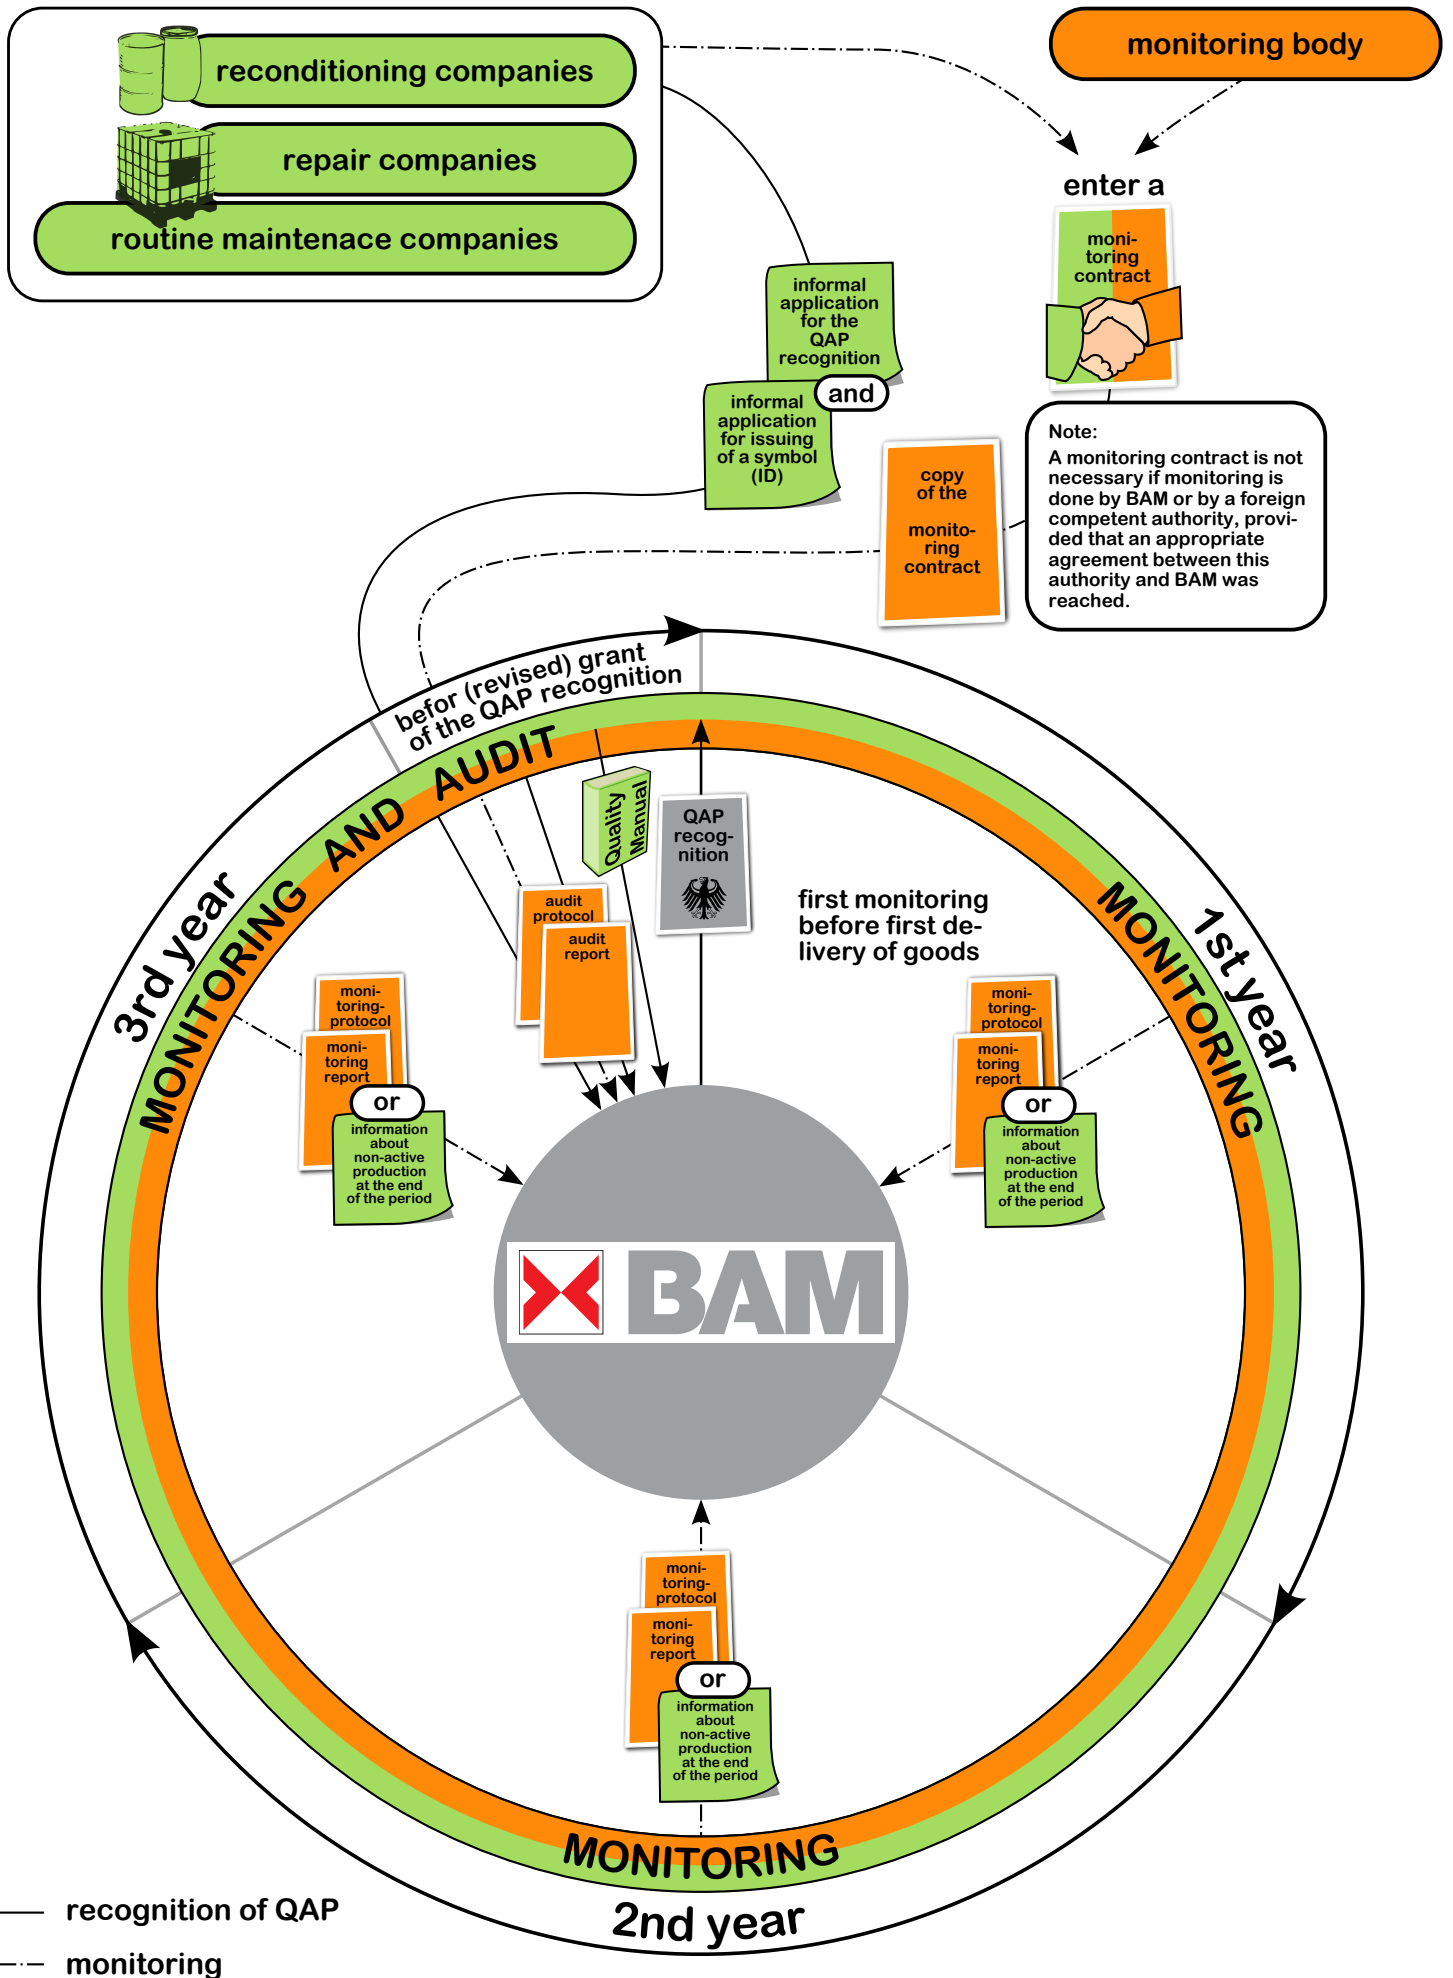 reconditioning companies
repair companies
routine maintenace companies
monitoring body
enter a
moni-
toring
contract
informal
application
for the
QAP
recognition
and
informal
application
for issuing
of a symbol
(ID)
copy
of the
monito-
ring
contract
Note:
A monitoring contract is not
necessary if monitoring is
done by BAM or by a foreign
competent authority, provi-
ded that an appropriate
agreement between this
authority and BAM was
reached.
befor (revised) grant
of the QAP recognition
MONITORING AND AUDIT
3rd year
Quality
Manual
QAP
recog-
nition
audit
protocol
audit
report
first monitoring
before first de-
livery of goods
MONITORING
1st year
moni-
toring-
protocol
moni-
toring
report
or
information
about
non-active
production
at the end
of the period
moni-
toring-
protocol
moni-
toring
report
or
information
about
non-active
production
at the end
of the period
BAM
moni-
toring-
protocol
moni-
toring
report
or
information
about
non-active
production
at the end
of the period
MONITORING
2nd year
recognition of QAP
monitoring